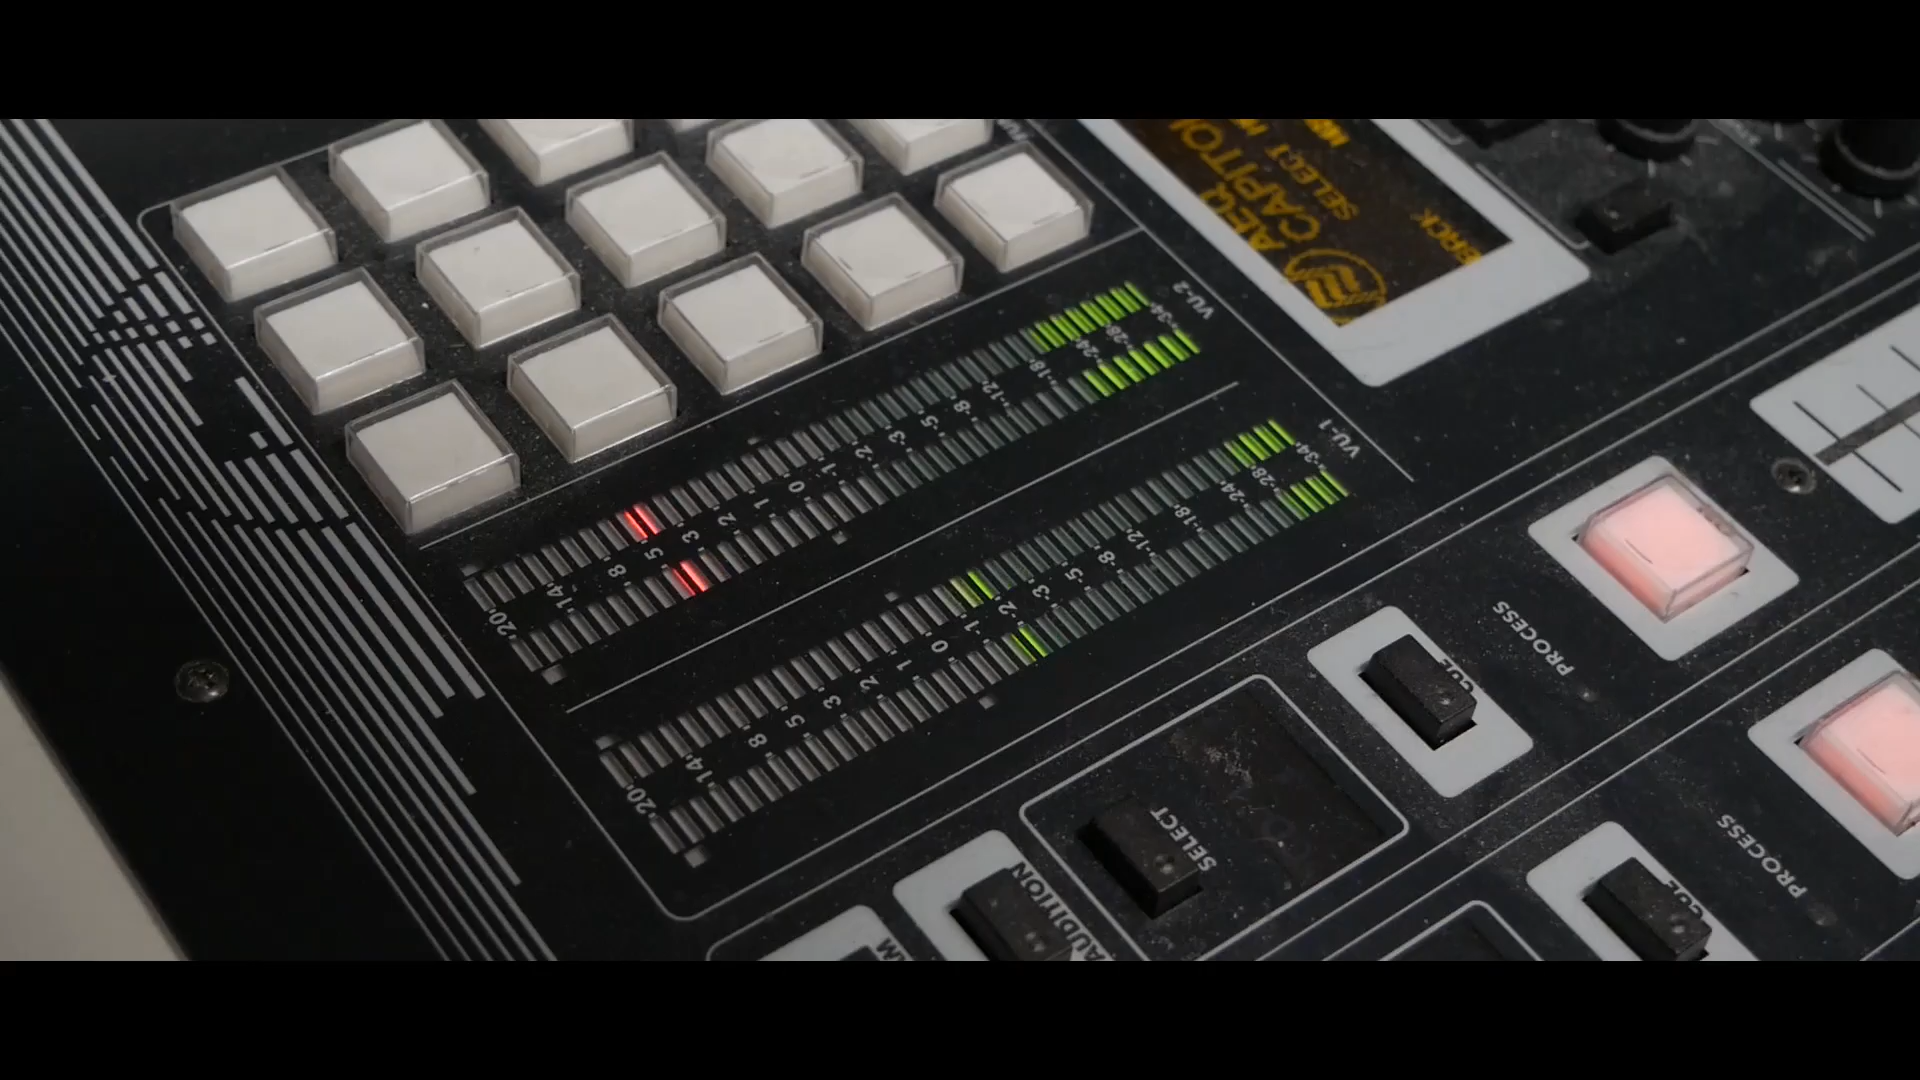 AEQ
CAPITOL
SELECT
BACK
VU-2
-34 -28 -24 -18 -12 -8 -5 -3 -2 -1 0 1 2 3 5 8 14 20
VU-1
-34 -28 -24 -18 -12 -8 -5 -3 -2 -1 0 1 2 3 5 8 14 20
PROCESS
PROCESS
SELECT
AUDITION